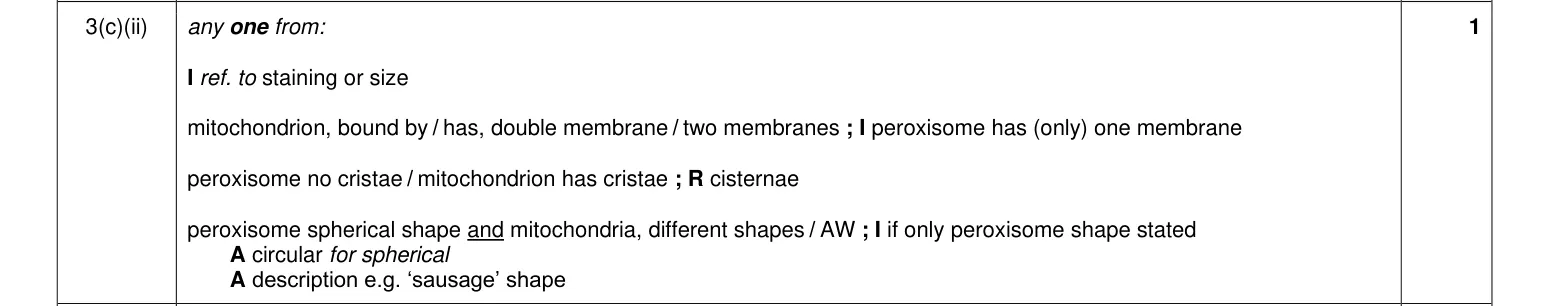 3(c)(ii) any one from: 1
I ref. to staining or size
mitochondrion, bound by / has, double membrane / two membranes ; I peroxisome has (only) one membrane
peroxisome no cristae / mitochondrion has cristae ; R cisternae
peroxisome spherical shape and mitochondria, different shapes / AW ; I if only peroxisome shape stated
A circular for spherical
A description e.g. ‘sausage’ shape